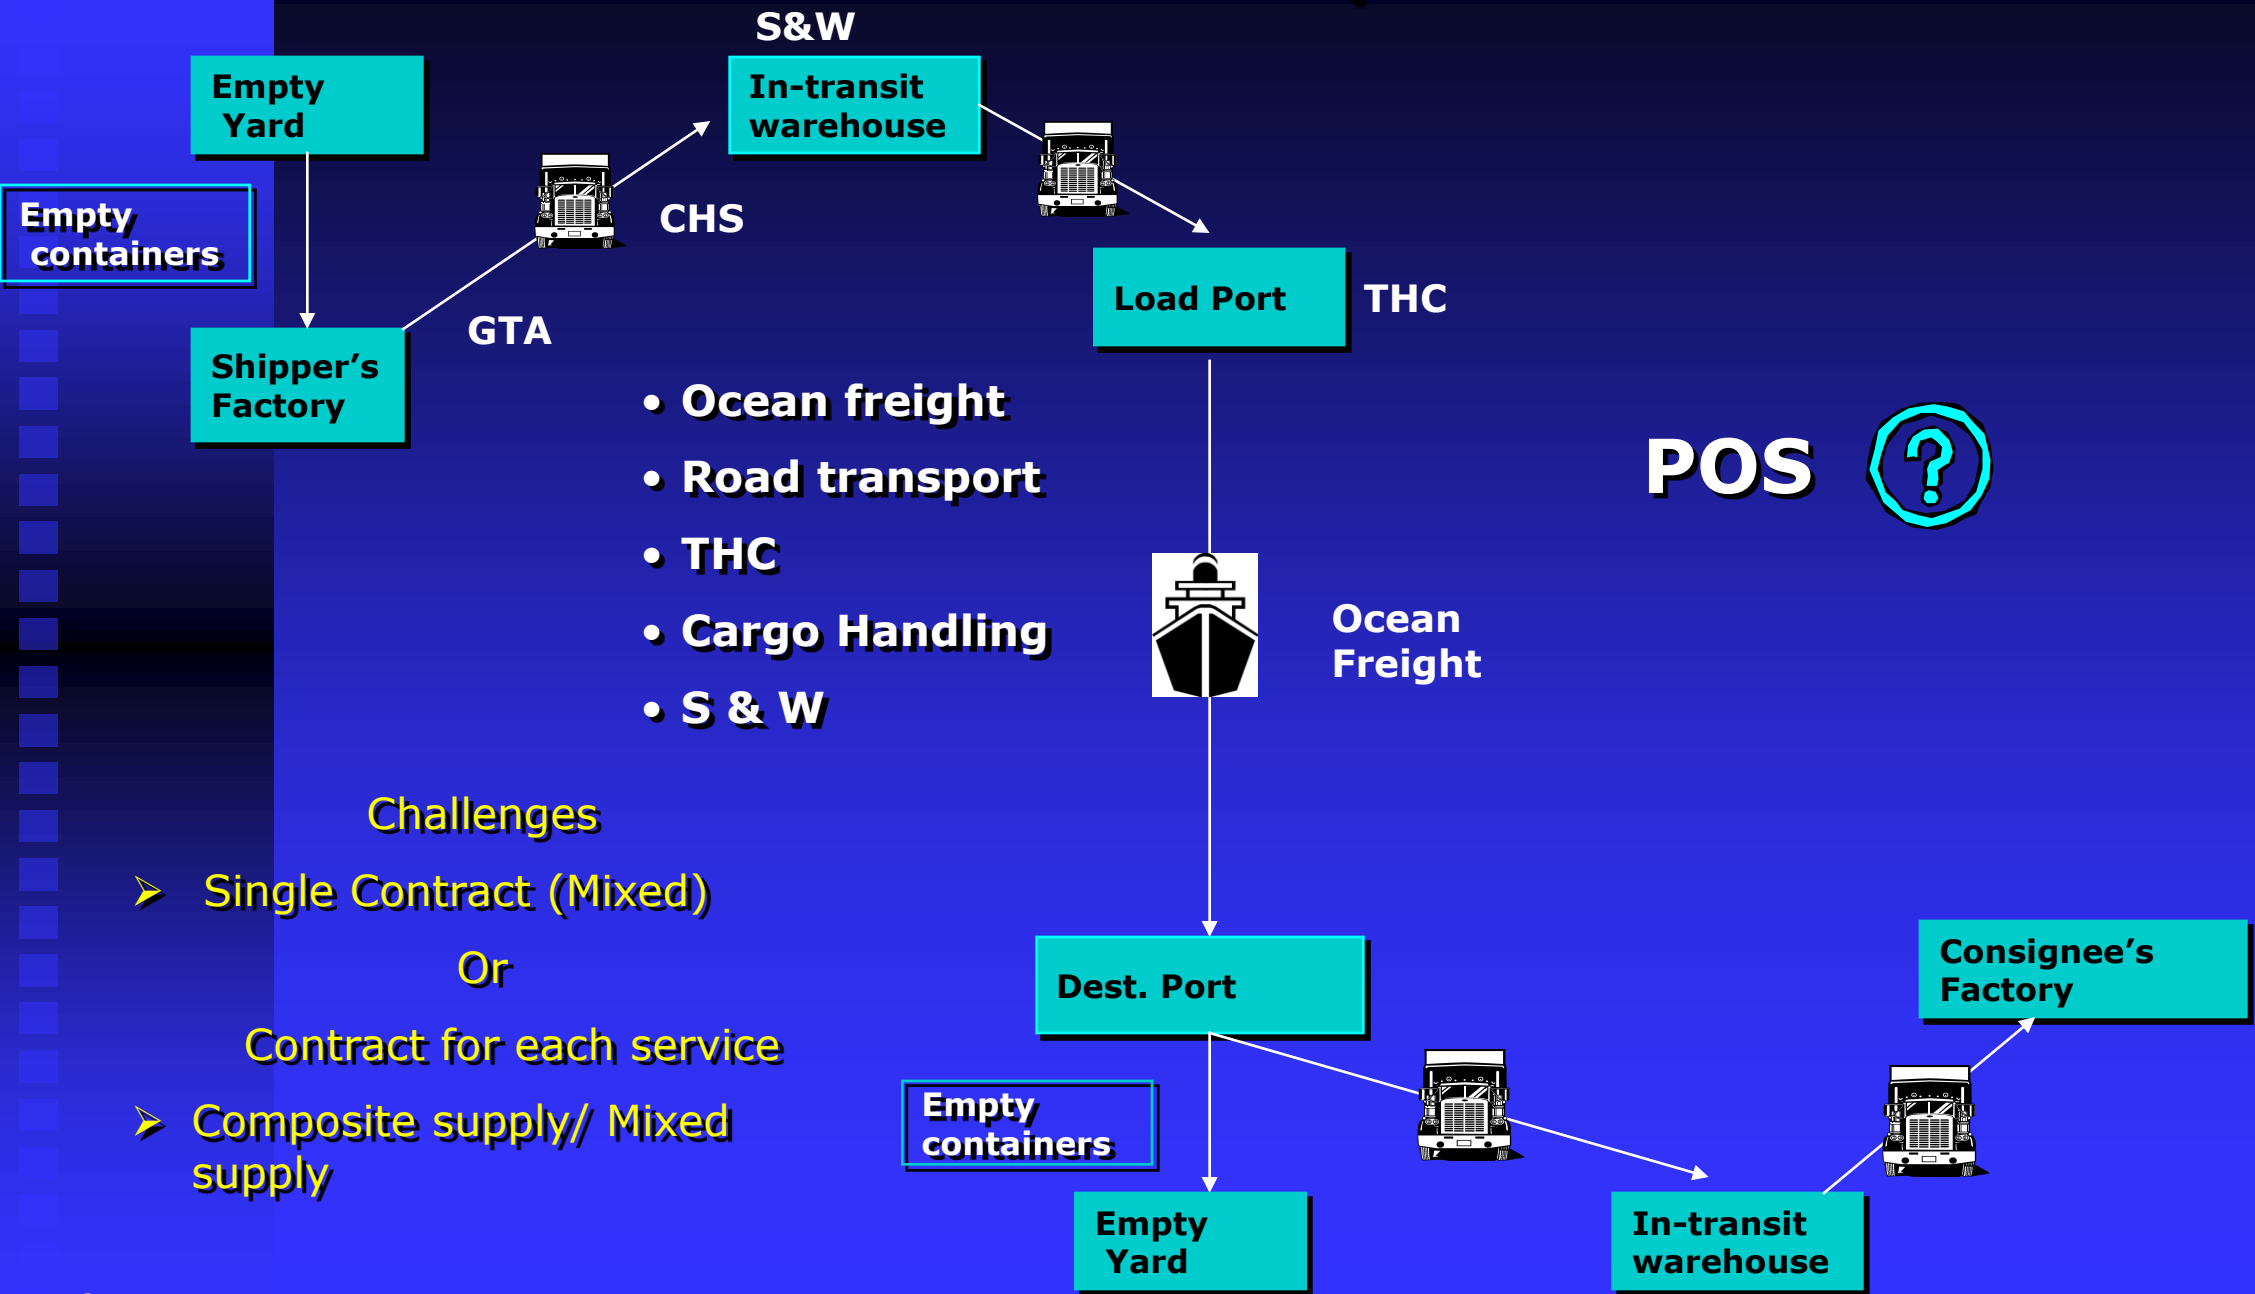 S&W
Empty
Yard
In-transit
warehouse
Empty
containers
CHS
Load Port
THC
GTA
Shipper’s
Factory
• Ocean freight
• Road transport
• THC
• Cargo Handling
• S & W
POS
?
Ocean
Freight
Challenges
➢ Single Contract (Mixed)
Or
Contract for each service
➢ Composite supply/ Mixed
supply
Dest. Port
Consignee’s
Factory
Empty
containers
Empty
Yard
In-transit
warehouse